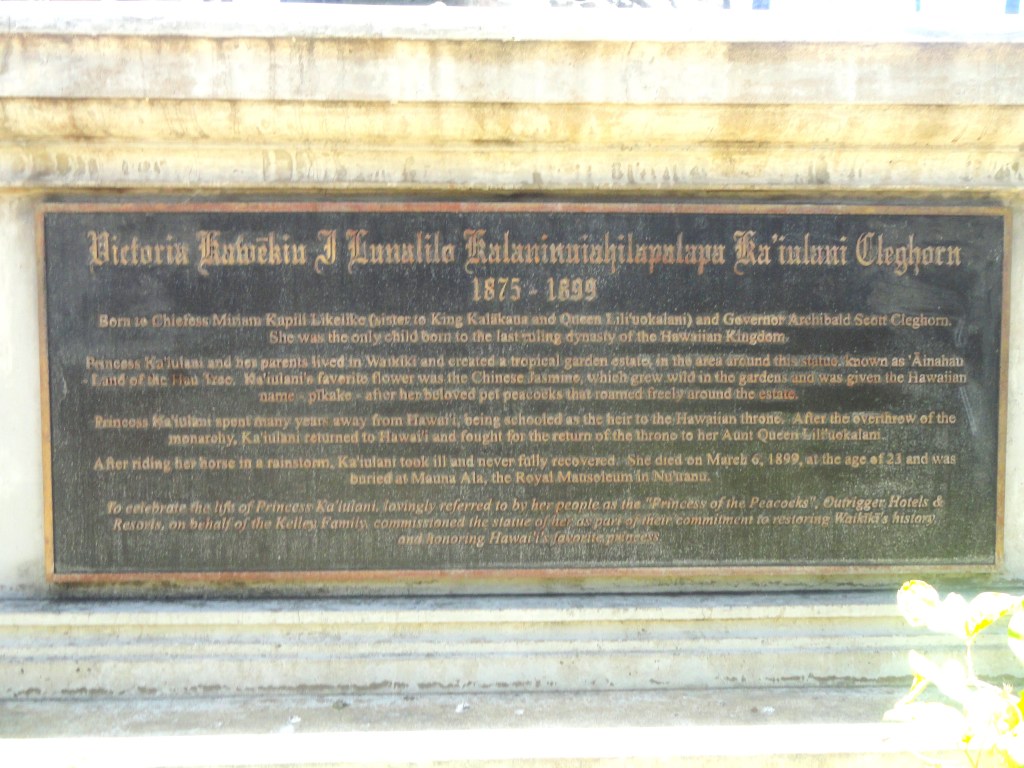 Victoria Kawēkiu I Lunalilo Kalaninuiahilapalapa Ka'iulani Cleghorn
1875 - 1899
Born to Chiefess Miriam Kapili Likelike (sister to King Kalākaua and Queen Lili'uokalani) and Governor Archibald Scott Cleghorn.
She was the only child born to the last ruling dynasty of the Hawaiian Kingdom.
Princess Ka'iulani and her parents lived in Waikīkī and created a tropical garden estate, in the area around this statue, known as 'Āinahau
- Land of the Hau Tree. Ka'iulani's favorite flower was the Chinese Jasmine, which grew wild in the gardens and was given the Hawaiian
name - pīkake - after her beloved pet peacocks that roamed freely around the estate.
Princess Ka'iulani spent many years away from Hawai'i, being schooled as the heir to the Hawaiian throne. After the overthrow of the
monarchy, Ka'iulani returned to Hawai'i and fought for the return of the throne to her Aunt Queen Lili'uokalani.
After riding her horse in a rainstorm, Ka'iulani took ill and never fully recovered. She died on March 6, 1899, at the age of 23 and was
buried at Mauna Ala, the Royal Mausoleum in Nu'uanu.
To celebrate the life of Princess Ka'iulani, lovingly referred to by her people as the "Princess of the Peacocks", Outrigger Hotels &
Resorts, on behalf of the Kelley Family, commissioned the statue of her as part of their commitment to restoring Waikīkī's history,
and honoring Hawai'i's favorite princess.